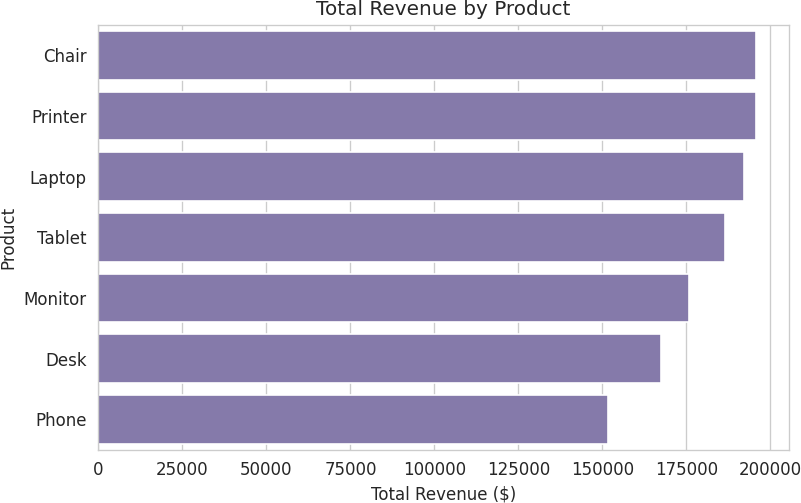 Total Revenue by Product
Product
Chair
Printer
Laptop
Tablet
Monitor
Desk
Phone
0 25000 50000 75000 100000 125000 150000 175000 200000
Total Revenue ($)